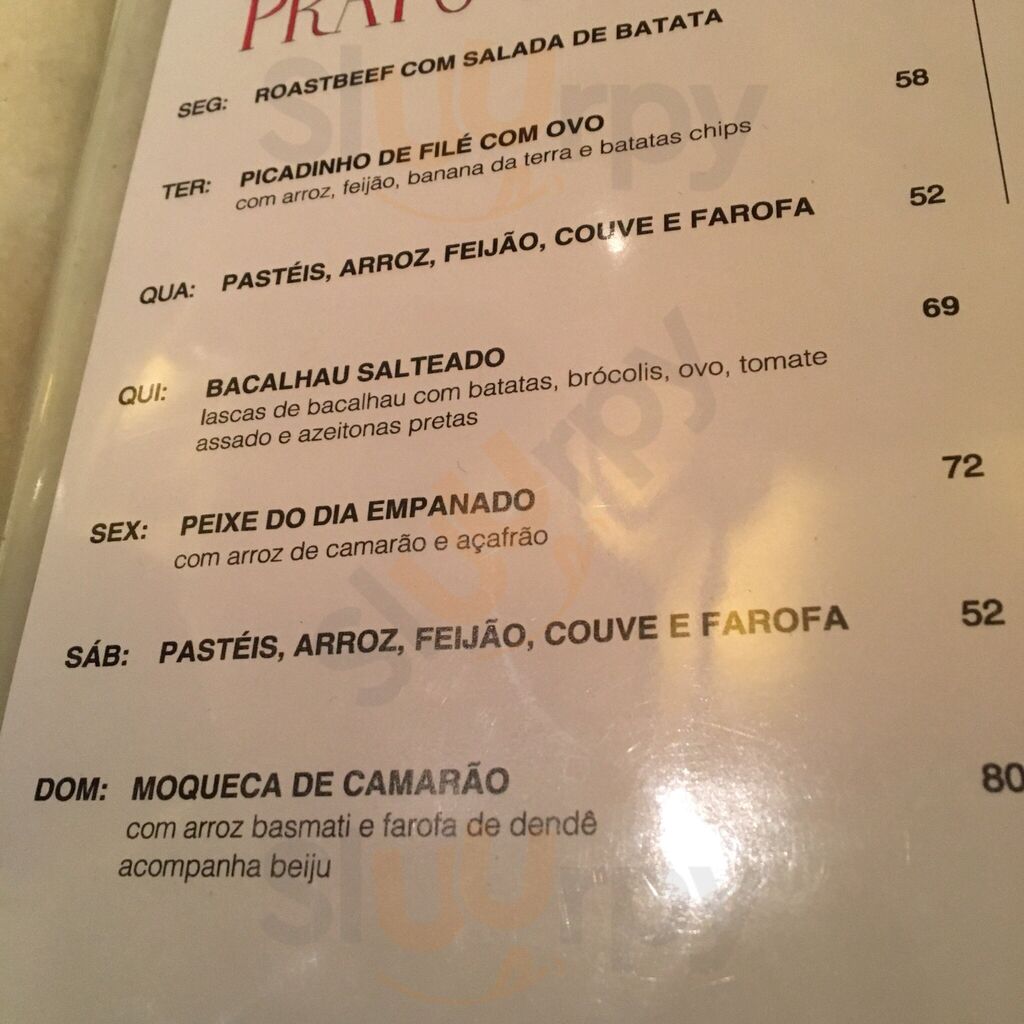 SEG: ROASTBEEF COM SALADA DE BATATA
TER: PICADINHO DE FILÉ COM OVO 58
com arroz, feijão, banana da terra e batatas chips
QUA: PASTÉIS, ARROZ, FEIJÃO, COUVE E FAROFA 52
QUI: BACALHAU SALTEADO 69
lascas de bacalhau com batatas, brócolis, ovo, tomate
assado e azeitonas pretas
SEX: PEIXE DO DIA EMPANADO 72
com arroz de camarão e açafrão
SÁB: PASTÉIS, ARROZ, FEIJÃO, COUVE E FAROFA 52
DOM: MOQUECA DE CAMARÃO 80
com arroz basmati e farofa de dendê
acompanha beiju
sluurpy
sluurpy
sluurpy